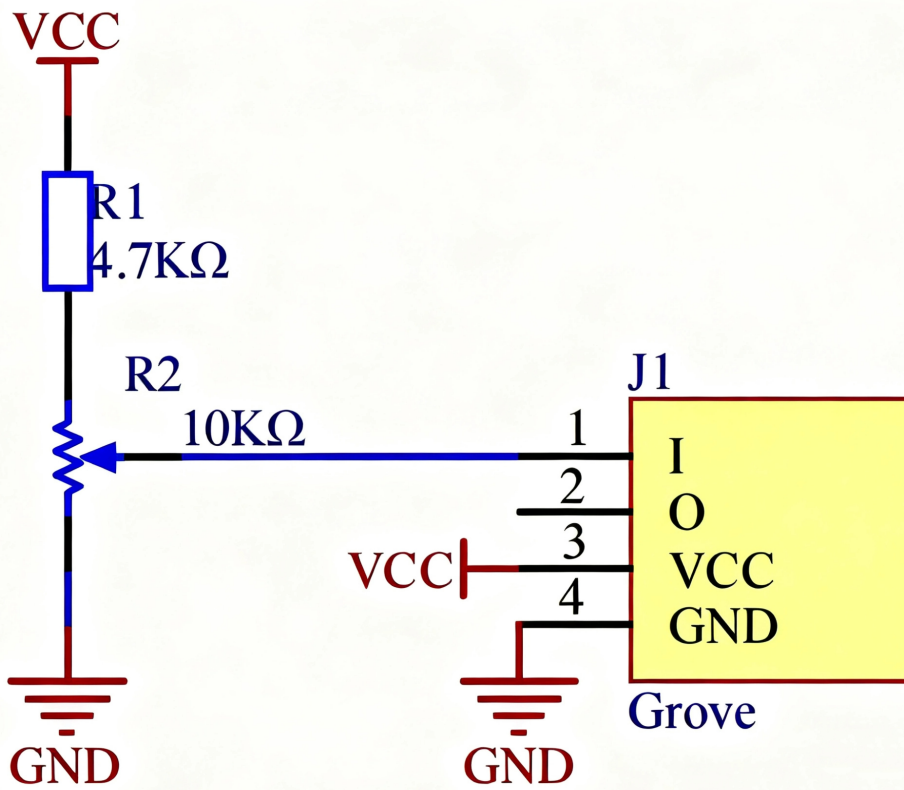 VCC
R1
4.7KΩ
R2
10KΩ
J1
1
I
2
O
3
VCC
VCC
4
GND
Grove
GND
GND